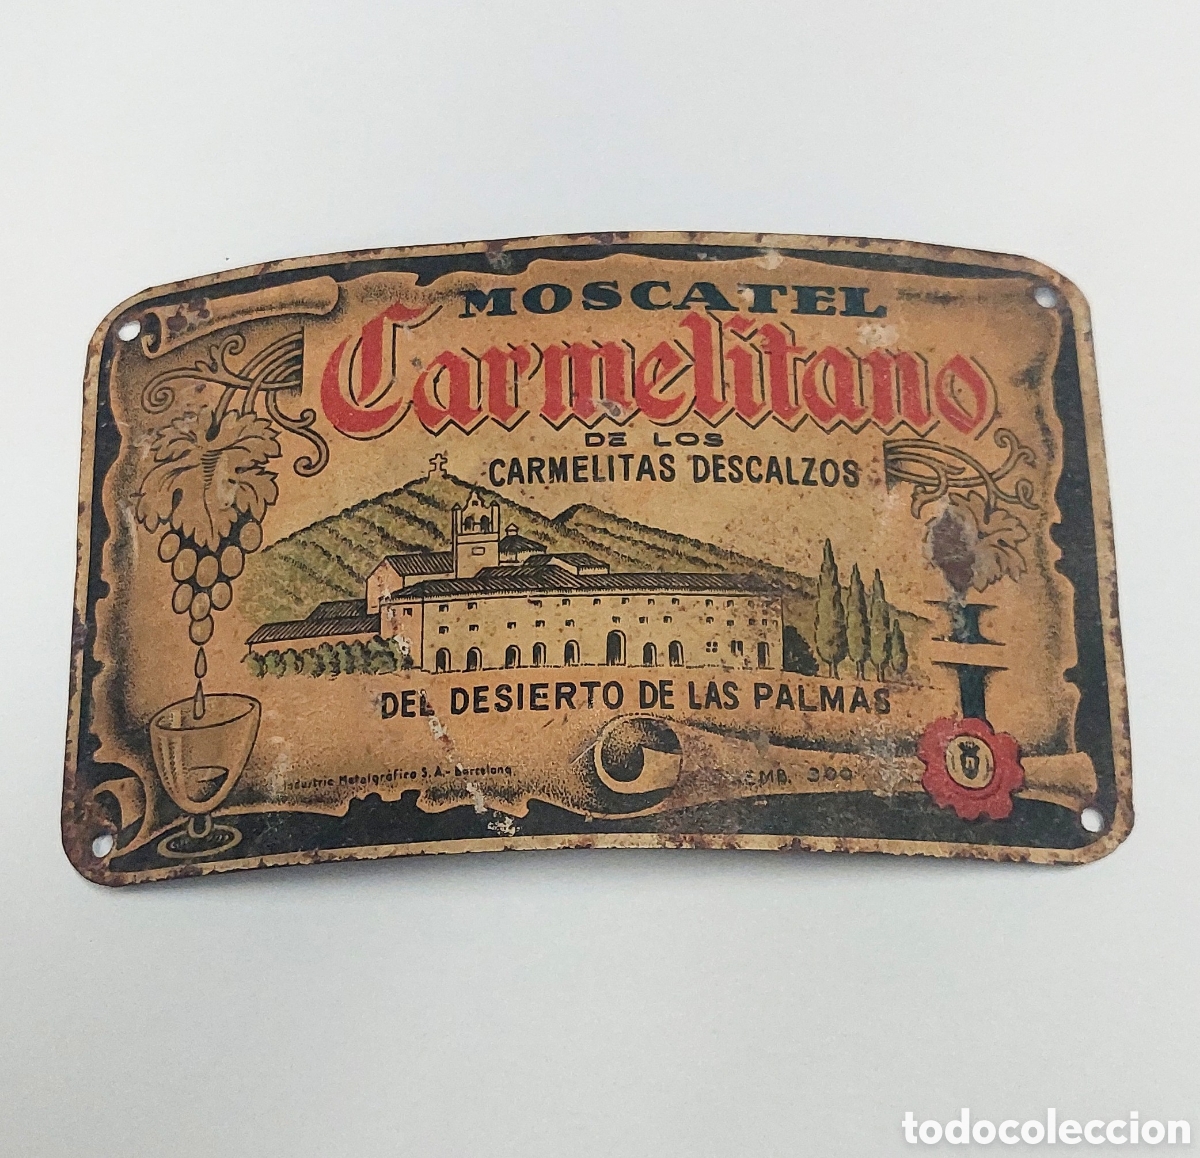 MOSCATEL
Carmelitano
DE LOS
CARMELITAS DESCALZOS
DEL DESIERTO DE LAS PALMAS
Industria Metalgráfica S.A.- Barcelona
EMB. 300
todocoleccion